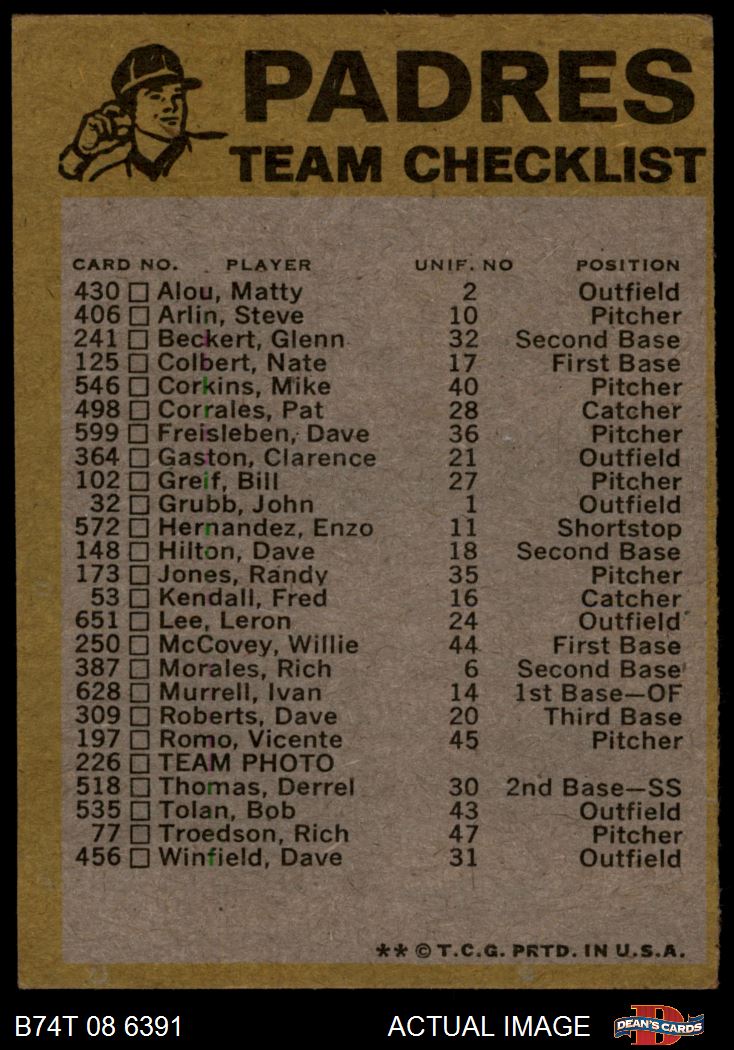 PADRES
TEAM CHECKLIST
CARD NO. PLAYER UNIF. NO POSITION
430 Alou, Matty 2 Outfield
406 Arlin, Steve 10 Pitcher
241 Beckert, Glenn 32 Second Base
125 Colbert, Nate 17 First Base
546 Corkins, Mike 40 Pitcher
498 Corrales, Pat 28 Catcher
599 Freisleben, Dave 36 Pitcher
364 Gaston, Clarence 21 Outfield
102 Greif, Bill 27 Pitcher
32 Grubb, John 1 Outfield
572 Hernandez, Enzo 11 Shortstop
148 Hilton, Dave 18 Second Base
173 Jones, Randy 35 Pitcher
53 Kendall, Fred 16 Catcher
651 Lee, Leron 24 Outfield
250 McCovey, Willie 44 First Base
387 Morales, Rich 6 Second Base
628 Murrell, Ivan 14 1st Base—OF
309 Roberts, Dave 20 Third Base
197 Romo, Vicente 45 Pitcher
226 TEAM PHOTO
518 Thomas, Derrel 30 2nd Base—SS
535 Tolan, Bob 43 Outfield
77 Troedson, Rich 47 Pitcher
456 Winfield, Dave 31 Outfield
** © T.C.G. PRTD. IN U.S.A.
B74T 08 6391 ACTUAL IMAGE D DEAN'S CARDS